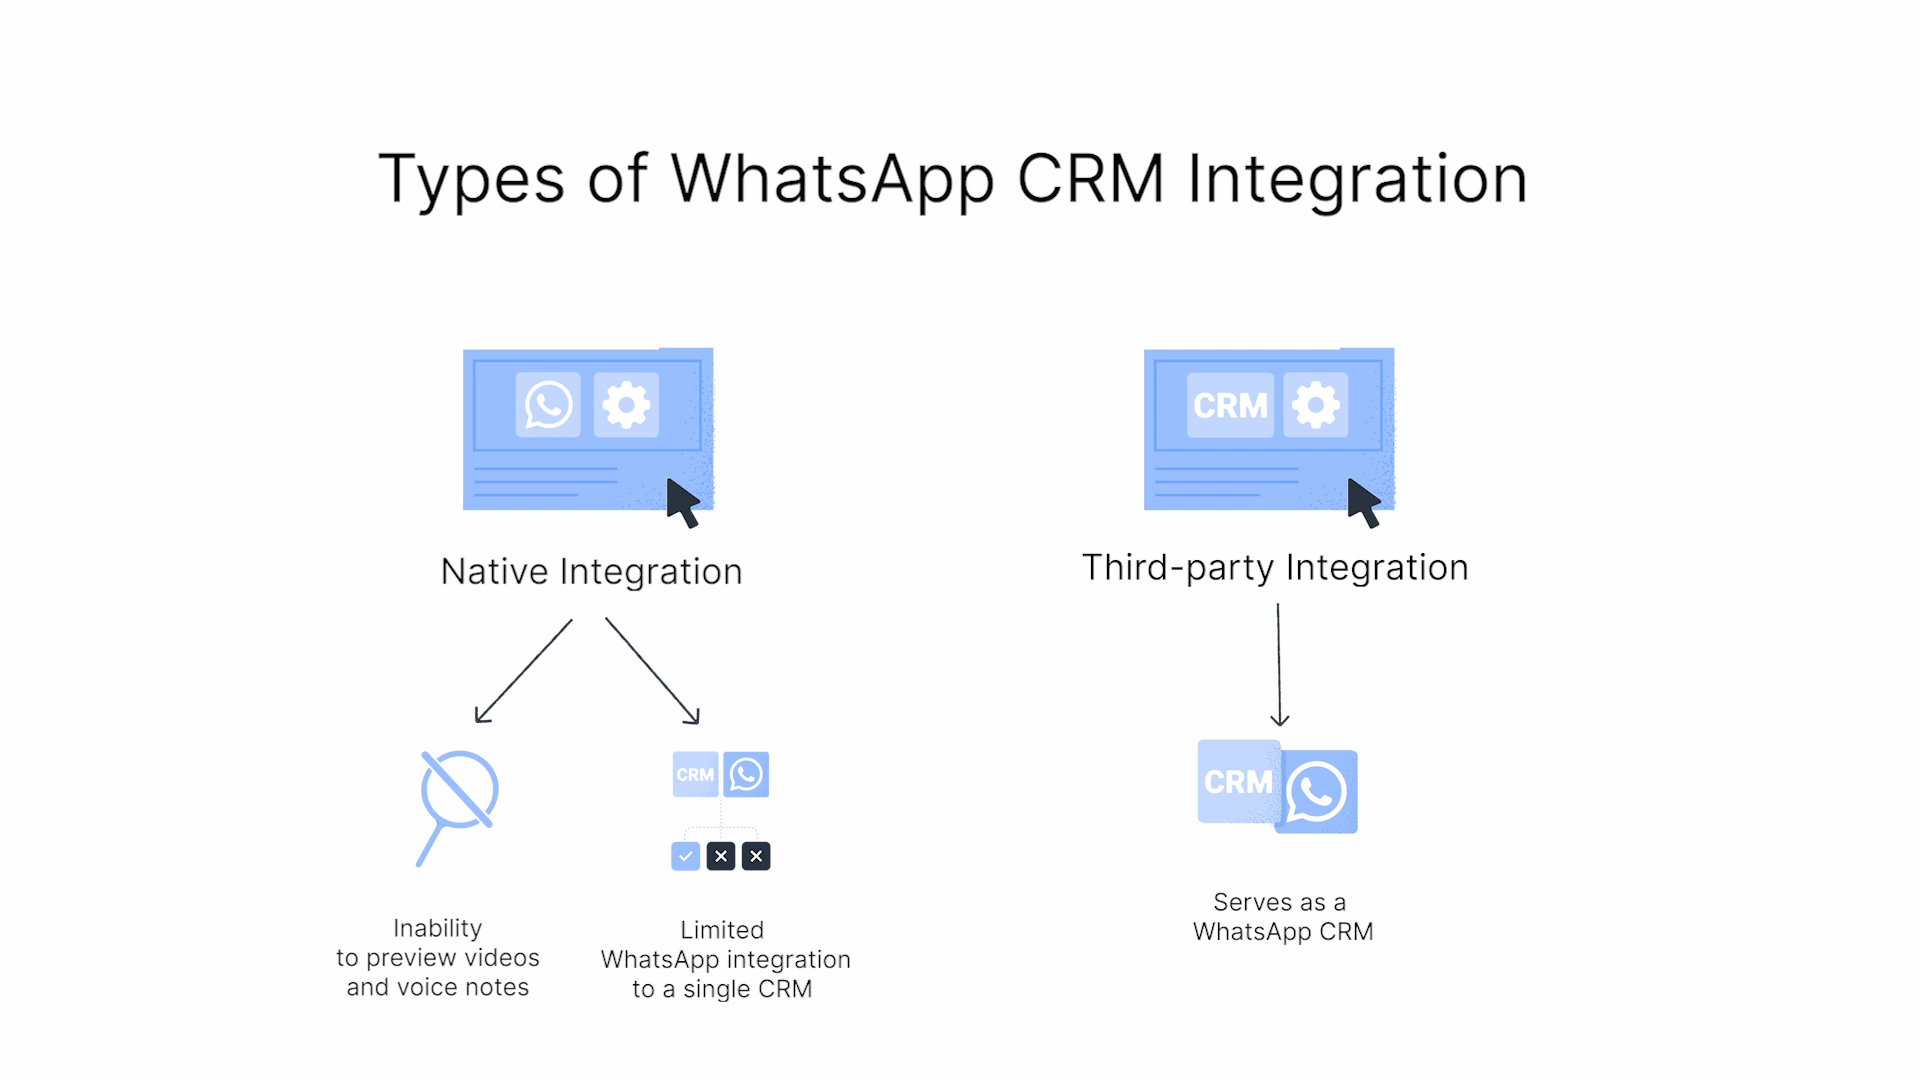 Types of WhatsApp CRM Integration
CRM
Native Integration
Third-party Integration
CRM
CRM
Inability
to preview videos
and voice notes
Limited
WhatsApp integration
to a single CRM
Serves as a
WhatsApp CRM